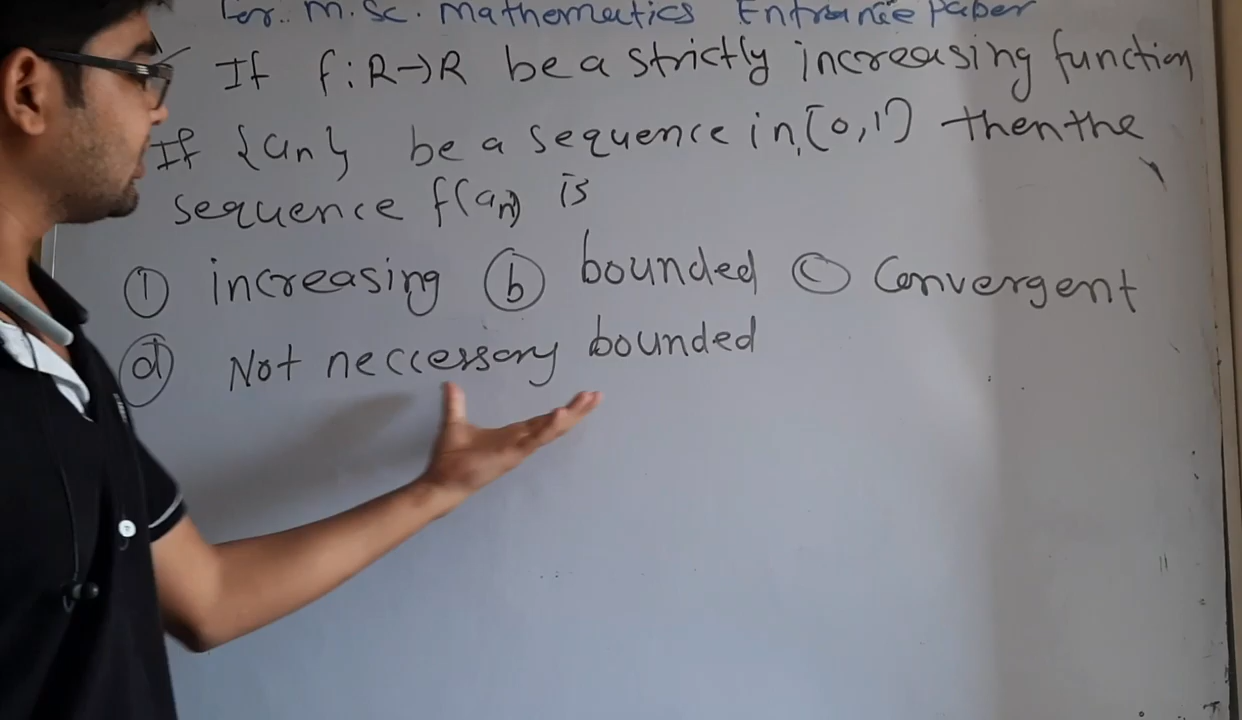 For.. M.Sc. Mathematics Entrance Paper
If f:R→R be a strictly increasing function
If {an} be a sequence in [0,1] then the
sequence f(an) is
① increasing ⓑ bounded ⓒ Convergent
ⓓ Not neccessory bounded